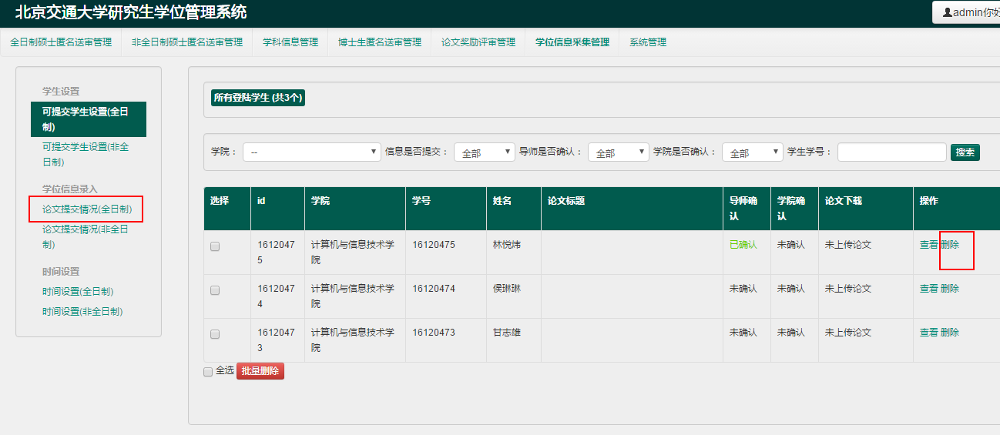 北京交通大学研究生学位管理系统
admin你好
全日制硕士匿名送审管理 非全日制硕士匿名送审管理 学科信息管理 博士生匿名送审管理 论文奖励评审管理 学位信息采集管理 系统管理
学生设置
可提交学生设置(全日
制)
可提交学生设置(非全
日制)
学位信息录入
论文提交情况(全日制)
论文提交情况(非全日
制)
时间设置
时间设置(全日制)
时间设置(非全日制)
所有登陆学生 (共3个)
学院： -- 信息是否提交： 全部 导师是否确认： 全部 学院是否确认： 全部 学生学号： 搜索
选择 id 学院 学号 姓名 论文标题 导师确 学院确 论文下载 操作
认 认
1612047 计算机与信息技术学 16120475 林悦炜 已确认 未确认 未上传论文 查看 删除
5 院
1612047 计算机与信息技术学 16120474 侯琳琳 未确认 未确认 未上传论文 查看 删除
4 院
1612047 计算机与信息技术学 16120473 甘志雄 未确认 未确认 未上传论文 查看 删除
3 院
全选 批量删除